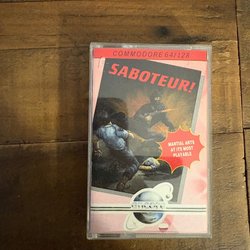 COMMODORE 64/128
SABOTEUR!
MARTIAL ARTS
AT ITS MOST
PLAYABLE